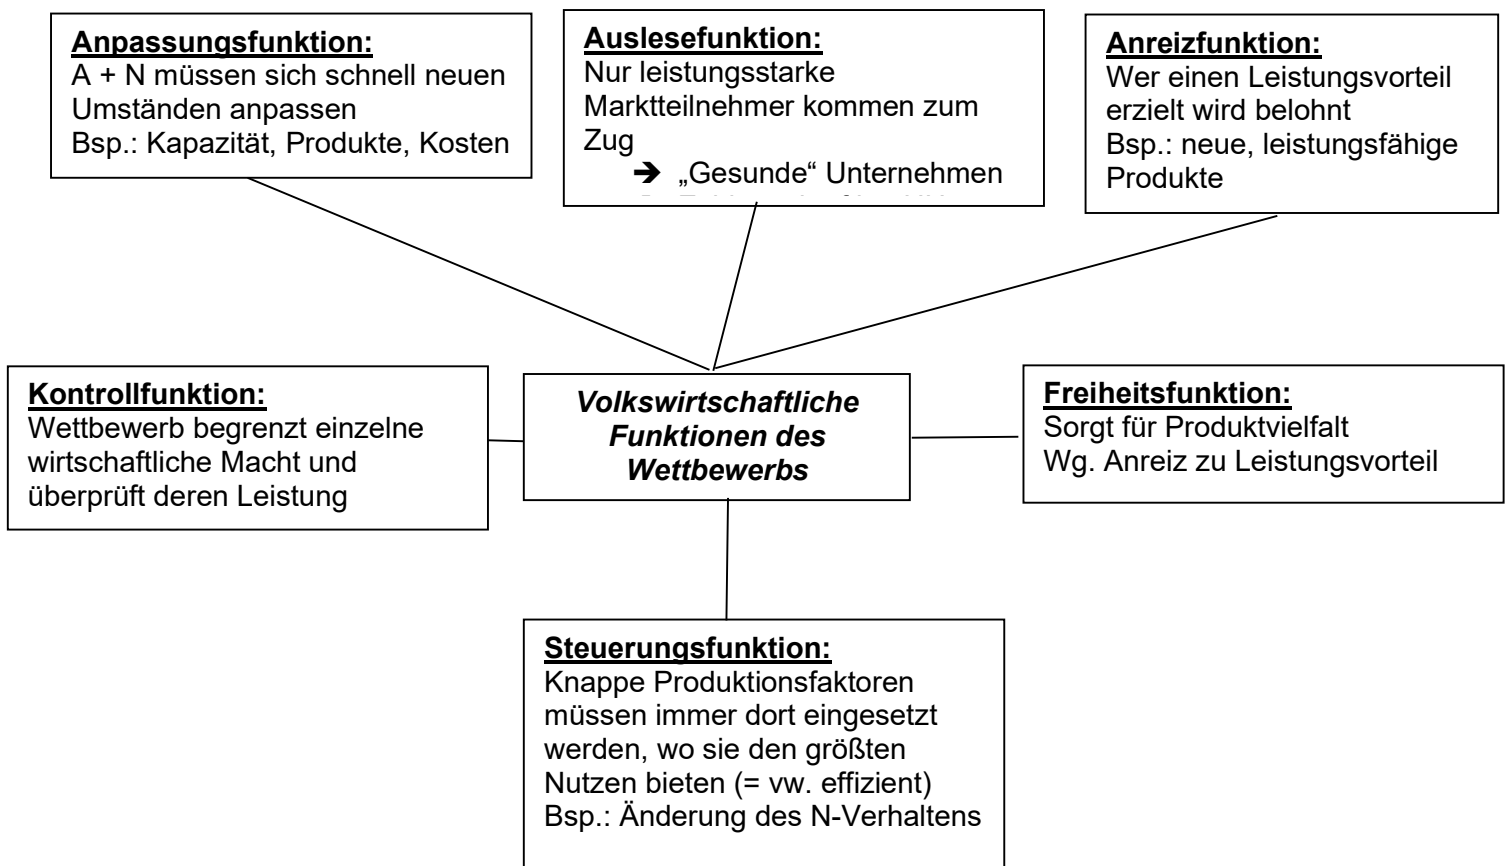 Anpassungsfunktion:
A + N müssen sich schnell neuen
Umständen anpassen
Bsp.: Kapazität, Produkte, Kosten
Auslesefunktion:
Nur leistungsstarke
Marktteilnehmer kommen zum
Zug
➔ „Gesunde“ Unternehmen
Anreizfunktion:
Wer einen Leistungsvorteil
erzielt wird belohnt
Bsp.: neue, leistungsfähige
Produkte
Kontrollfunktion:
Wettbewerb begrenzt einzelne
wirtschaftliche Macht und
überprüft deren Leistung
Volkswirtschaftliche
Funktionen des
Wettbewerbs
Freiheitsfunktion:
Sorgt für Produktvielfalt
Wg. Anreiz zu Leistungsvorteil
Steuerungsfunktion:
Knappe Produktionsfaktoren
müssen immer dort eingesetzt
werden, wo sie den größten
Nutzen bieten (= vw. effizient)
Bsp.: Änderung des N-Verhaltens